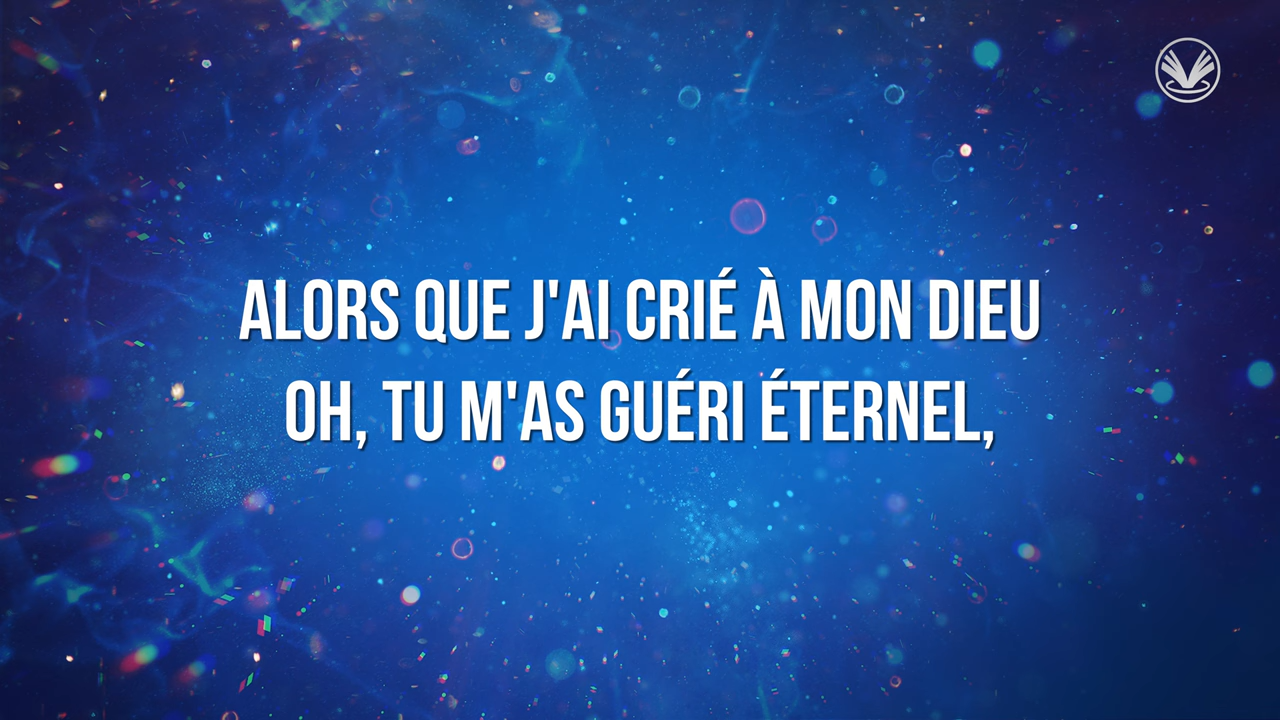 ALORS QUE J'AI CRIÉ À MON DIEU
OH, TU M'AS GUÉRI ÉTERNEL,